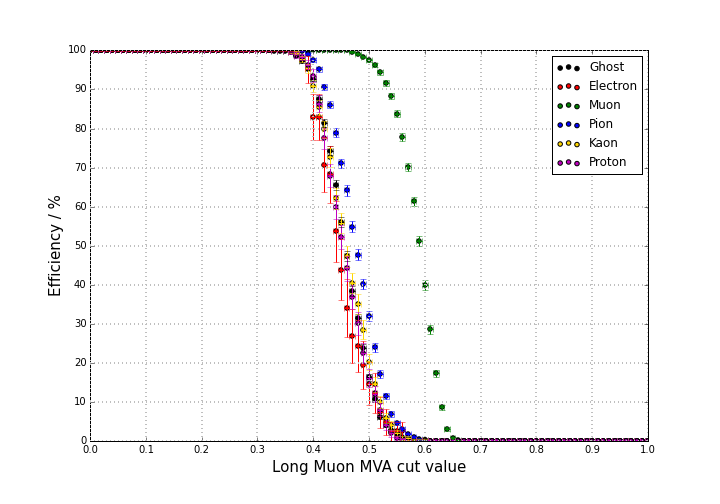 100
90
80
70
60
50
40
30
20
10
0
Efficiency / %
0.0 0.1 0.2 0.3 0.4 0.5 0.6 0.7 0.8 0.9 1.0
Long Muon MVA cut value
Ghost
Electron
Muon
Pion
Kaon
Proton